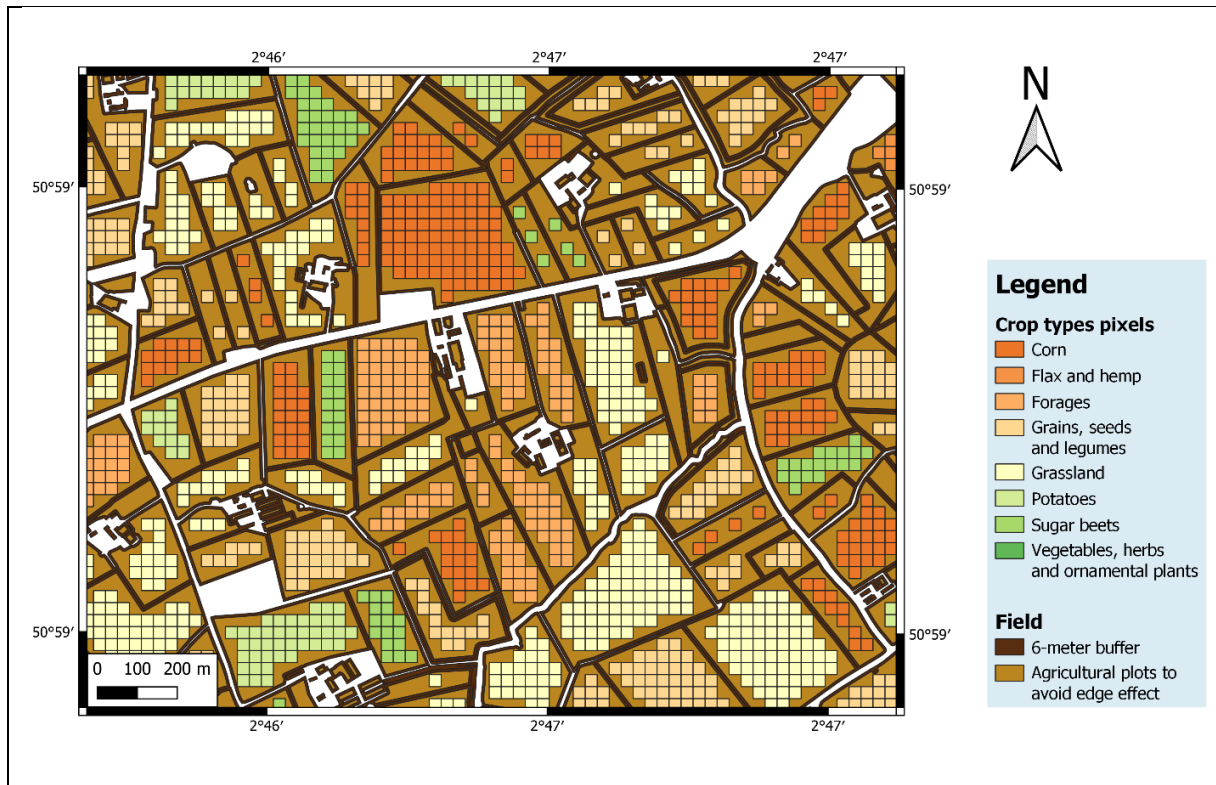 2°46′ 2°47′ 2°47′
N
50°59′ 50°59′
Legend
Crop types pixels
Corn
Flax and hemp
Forages
Grains, seeds
and legumes
Grassland
Potatoes
Sugar beets
Vegetables, herbs
and ornamental plants
Field
6-meter buffer
Agricultural plots to
avoid edge effect
50°59′ 50°59′
0 100 200 m
2°46′ 2°47′ 2°47′